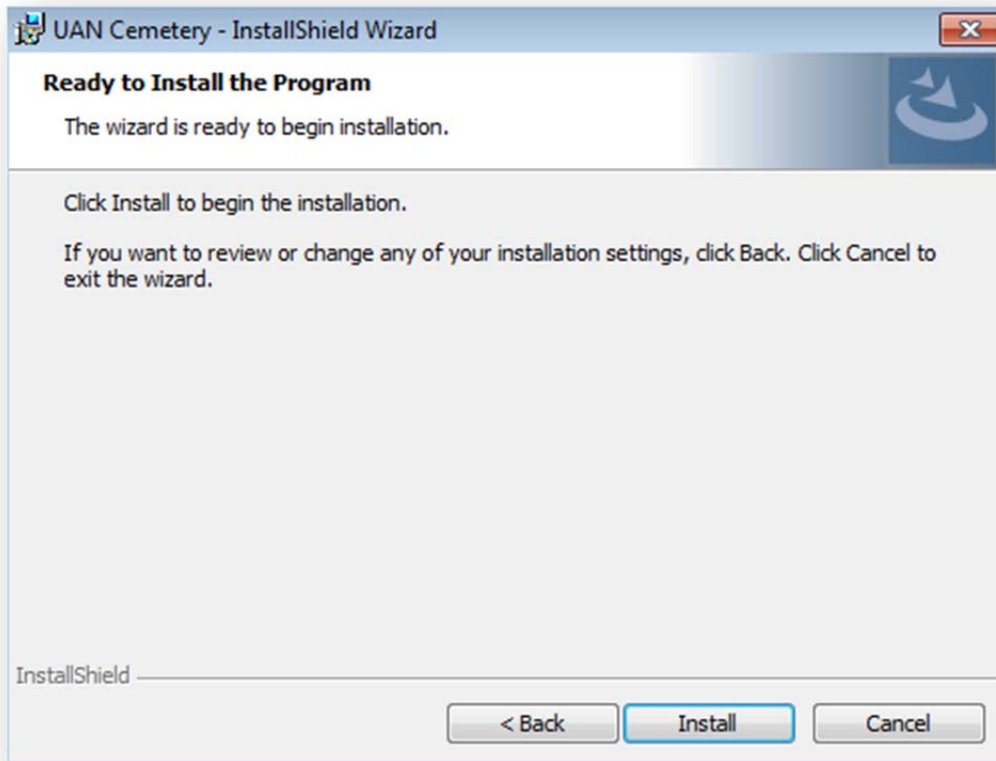 UAN Cemetery - InstallShield Wizard
Ready to Install the Program
The wizard is ready to begin installation.
Click Install to begin the installation.
If you want to review or change any of your installation settings, click Back. Click Cancel to
exit the wizard.
InstallShield
< Back
Install
Cancel